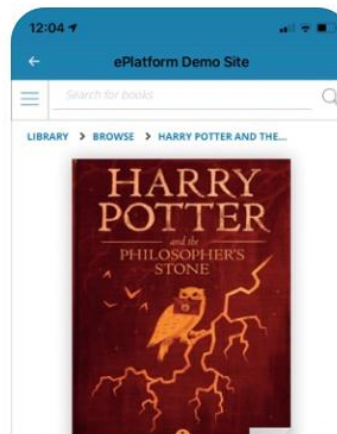 12:04
ePlatform Demo Site
Search for books
LIBRARY > BROWSE > HARRY POTTER AND THE...
HARRY
POTTER
and the
PHILOSOPHER'S
STONE